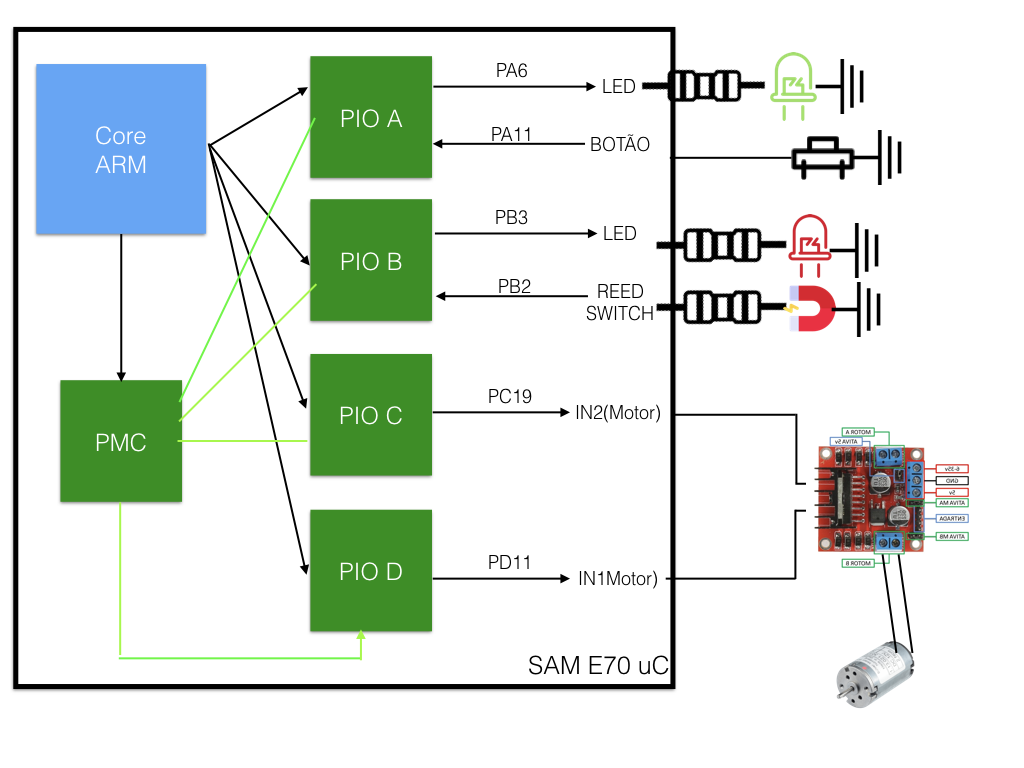 Core
ARM
PIO A
PA6
LED
PA11
BOTÃO
PIO B
PB3
LED
PB2
REED
SWITCH
PMC
PIO C
PC19
IN2(Motor)
PIO D
PD11
IN1Motor)
SAM E70 uC
MOTOR A
ATIVA 5v
6-35v
GND
5v
ATIVA MA
ENTRADA
ATIVA MB
MOTOR B